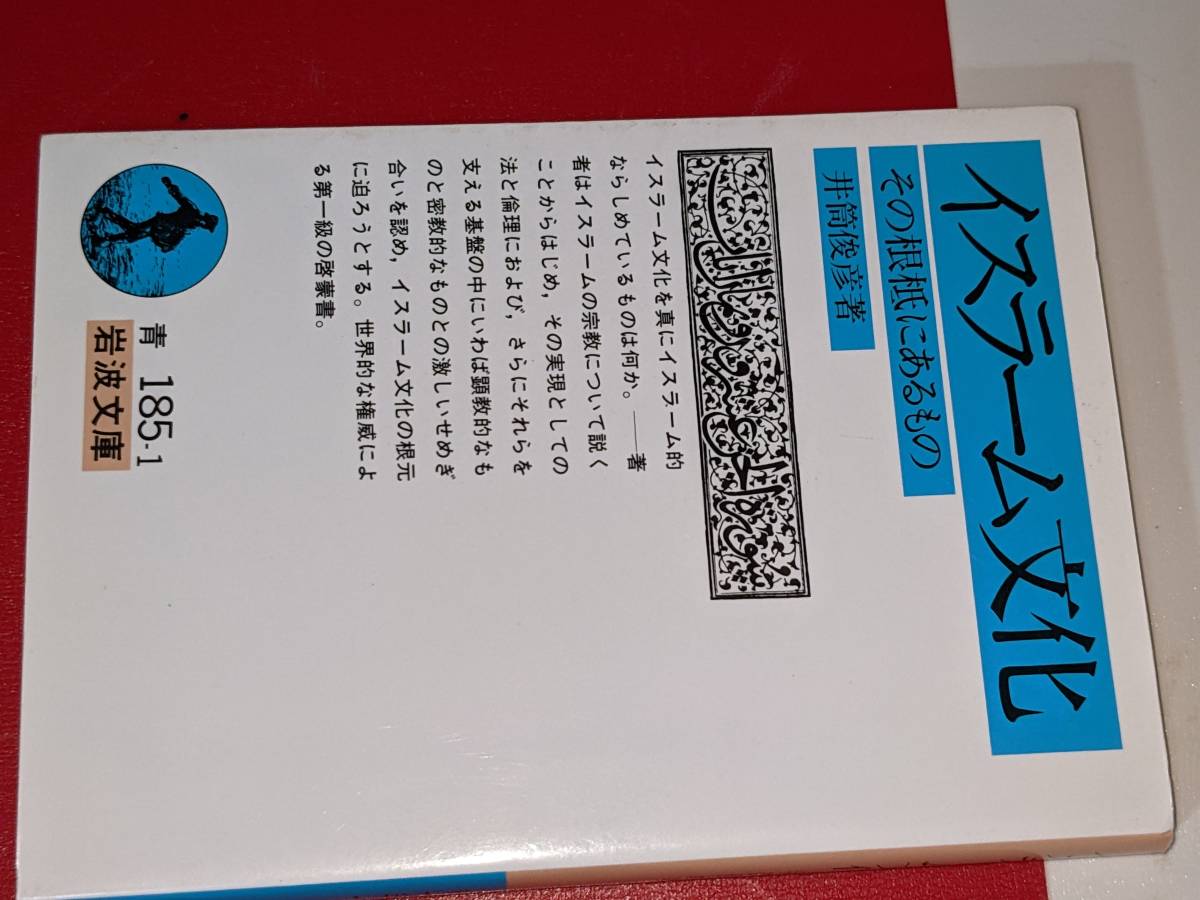 イスラーム文化
その根柢にあるもの
井筒俊彦著
イスラーム文化を真にイスラーム的
ならしめているものは何か。――著
者はイスラームの宗教について説く
ことからはじめ，その実現としての
法と倫理におよび，さらにそれらを
支える基盤の中にいわば顕教的なも
のと密教的なものとの激しいせめぎ
合いを認め，イスラーム文化の根元
に迫ろうとする。世界的な権威によ
る第一級の啓蒙書。
青 185-1
岩波文庫